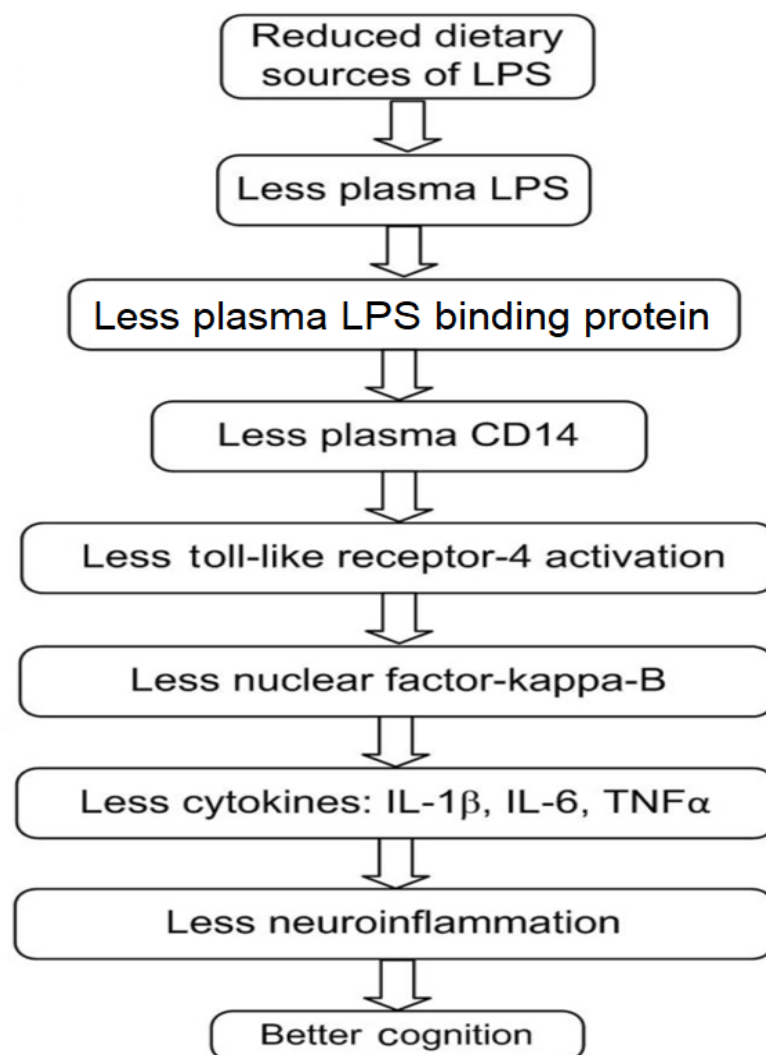 Reduced dietary
sources of LPS
Less plasma LPS
Less plasma LPS binding protein
Less plasma CD14
Less toll-like receptor-4 activation
Less nuclear factor-kappa-B
Less cytokines: IL-1β, IL-6, TNFα
Less neuroinflammation
Better cognition